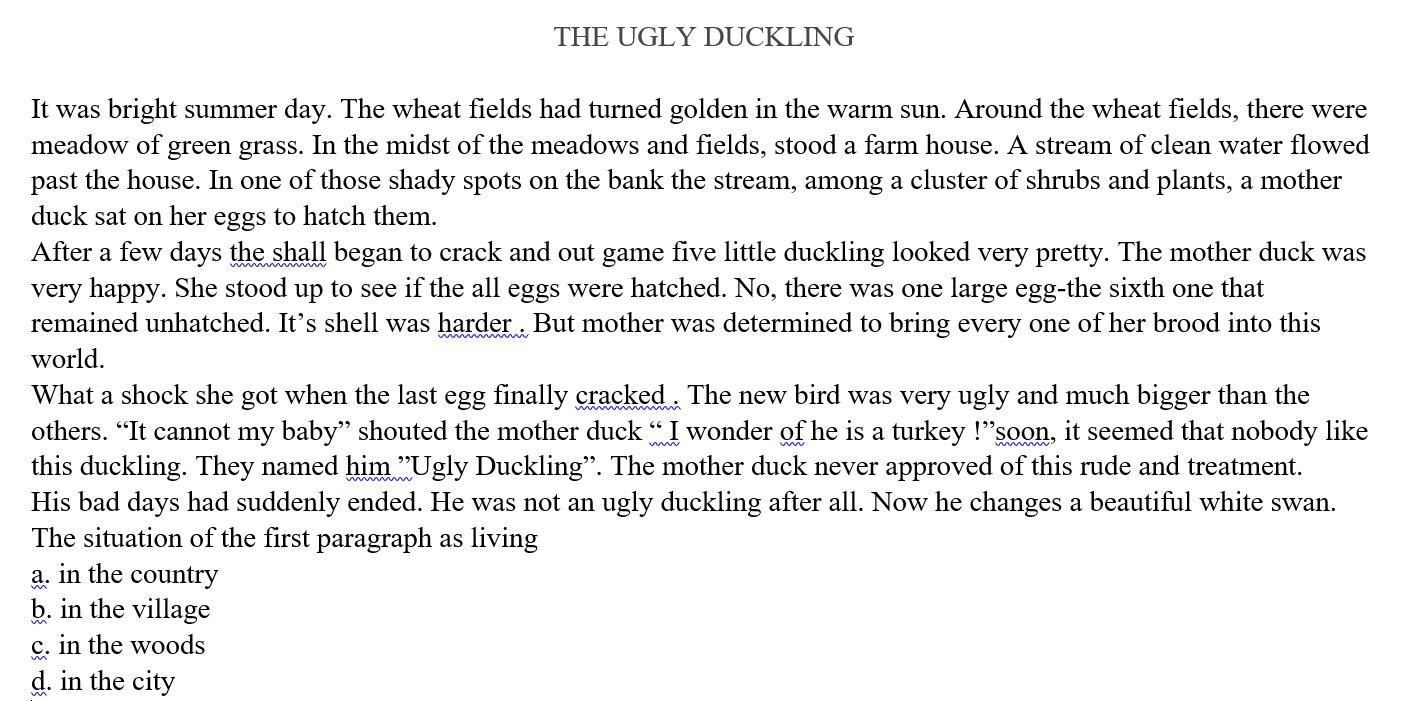 THE UGLY DUCKLING
It was bright summer day. The wheat fields had turned golden in the warm sun. Around the wheat fields, there were
meadow of green grass. In the midst of the meadows and fields, stood a farm house. A stream of clean water flowed
past the house. In one of those shady spots on the bank the stream, among a cluster of shrubs and plants, a mother
duck sat on her eggs to hatch them.
After a few days the shall began to crack and out game five little duckling looked very pretty. The mother duck was
very happy. She stood up to see if the all eggs were hatched. No, there was one large egg-the sixth one that
remained unhatched. It’s shell was harder . But mother was determined to bring every one of her brood into this
world.
What a shock she got when the last egg finally cracked . The new bird was very ugly and much bigger than the
others. “It cannot my baby” shouted the mother duck “ I wonder of he is a turkey !”soon, it seemed that nobody like
this duckling. They named him ”Ugly Duckling”. The mother duck never approved of this rude and treatment.
His bad days had suddenly ended. He was not an ugly duckling after all. Now he changes a beautiful white swan.
The situation of the first paragraph as living
a. in the country
b. in the village
c. in the woods
d. in the city